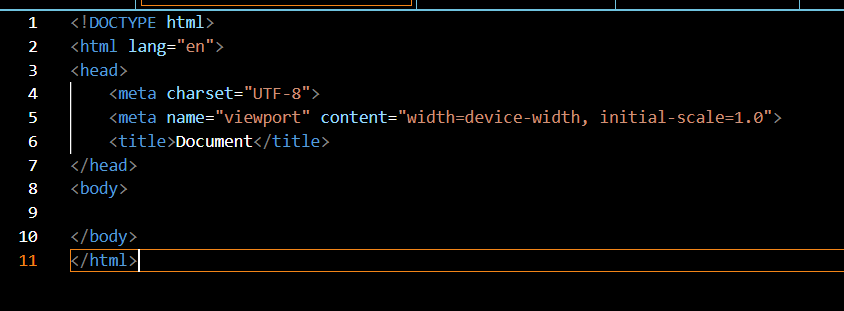 1 <!DOCTYPE html>
2 <html lang="en">
3 <head>
4     <meta charset="UTF-8">
5     <meta name="viewport" content="width=device-width, initial-scale=1.0">
6     <title>Document</title>
7 </head>
8 <body>
9
10 </body>
11 </html>